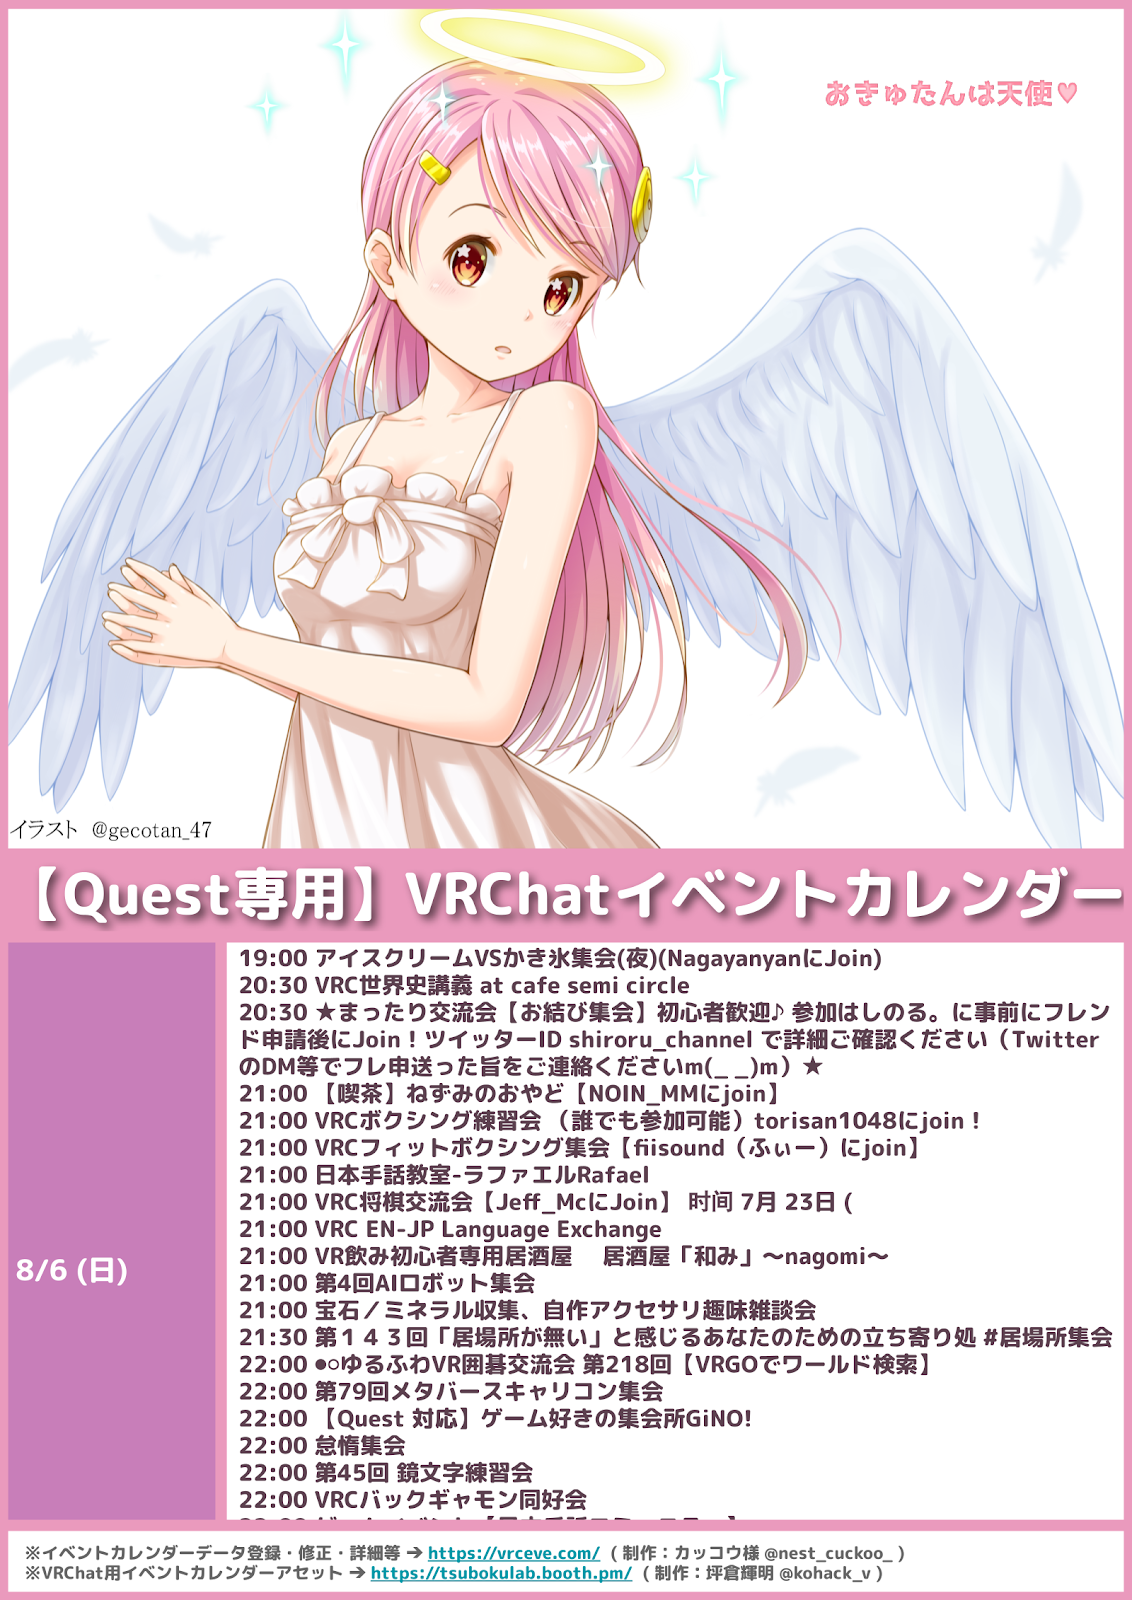 おきゅたんは天使♥
イラスト @gecotan_47
【Quest専用】VRChatイベントカレンダー
8/6 (日)
19:00 アイスクリームVSかき氷集会(夜)(NagayanyanにJoin)
20:30 VRC世界史講義 at cafe semi circle
20:30 ★まったり交流会【お結び集会】初心者歓迎♪ 参加はしのる。に事前にフレン
ド申請後にJoin！ツイッターID shiroru_channel で詳細ご確認ください（Twitter
のDM等でフレ申送った旨をご連絡くださいm(_ _)m）★
21:00 【喫茶】ねずみのおやど【NOIN_MMにjoin】
21:00 VRCボクシング練習会 （誰でも参加可能）torisan1048にjoin！
21:00 VRCフィットボクシング集会【fiisound（ふぃー）にjoin】
21:00 日本手話教室-ラファエルRafael
21:00 VRC将棋交流会【Jeff_McにJoin】 时间 7月 23日 (
21:00 VRC EN-JP Language Exchange
21:00 VR飲み初心者専用居酒屋　居酒屋「和み」～nagomi～
21:00 第4回AIロボット集会
21:00 宝石／ミネラル収集、自作アクセサリ趣味雑談会
21:30 第１４３回「居場所が無い」と感じるあなたのための立ち寄り処 #居場所集会
22:00 ●○ゆるふわVR囲碁交流会 第218回【VRGOでワールド検索】
22:00 第79回メタバースキャリコン集会
22:00 【Quest 対応】ゲーム好きの集会所GiNO!
22:00 怠惰集会
22:00 第45回 鏡文字練習会
22:00 VRCバックギャモン同好会
※イベントカレンダーデータ登録・修正・詳細等 ➔ https://vrceve.com/ ( 制作：カッコウ様 @nest_cuckoo_ )
※VRChat用イベントカレンダーアセット ➔ https://tsubokulab.booth.pm/ ( 制作：坪倉輝明 @kohack_v )